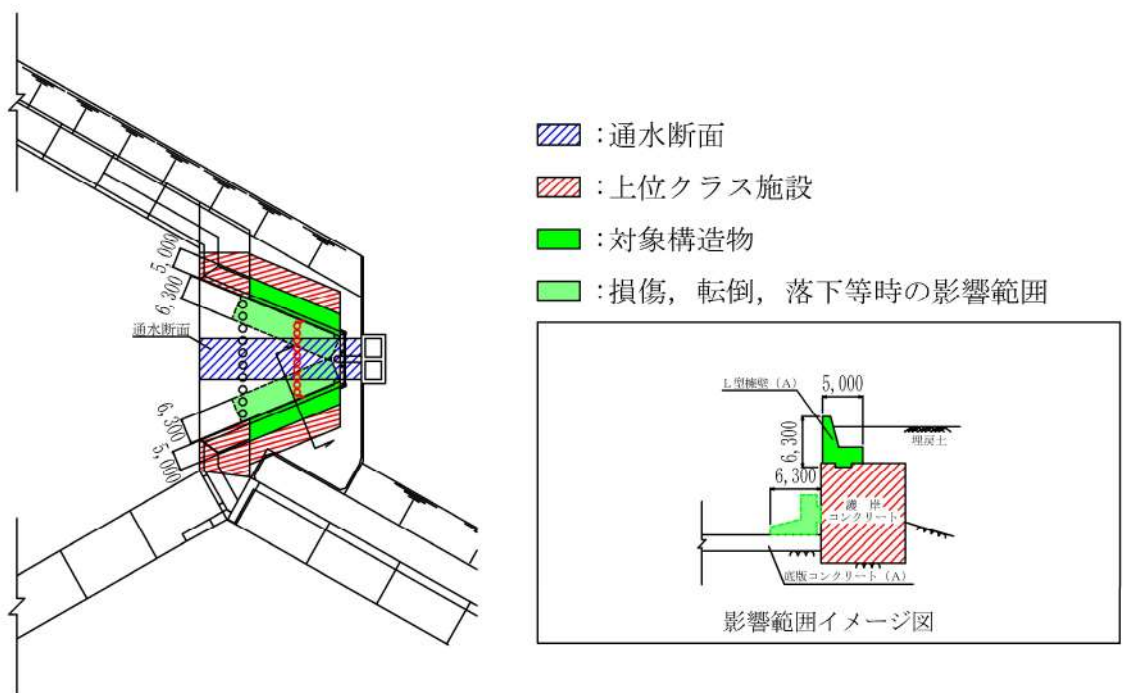 5,000
6,300
通水断面
6,300
5,000
：通水断面
：上位クラス施設
：対象構造物
：損傷，転倒，落下等時の影響範囲
L型擁壁（A）
5,000
6,300
埋戻土
6,300
護 岸
コンクリート
底版コンクリート（A）
影響範囲イメージ図